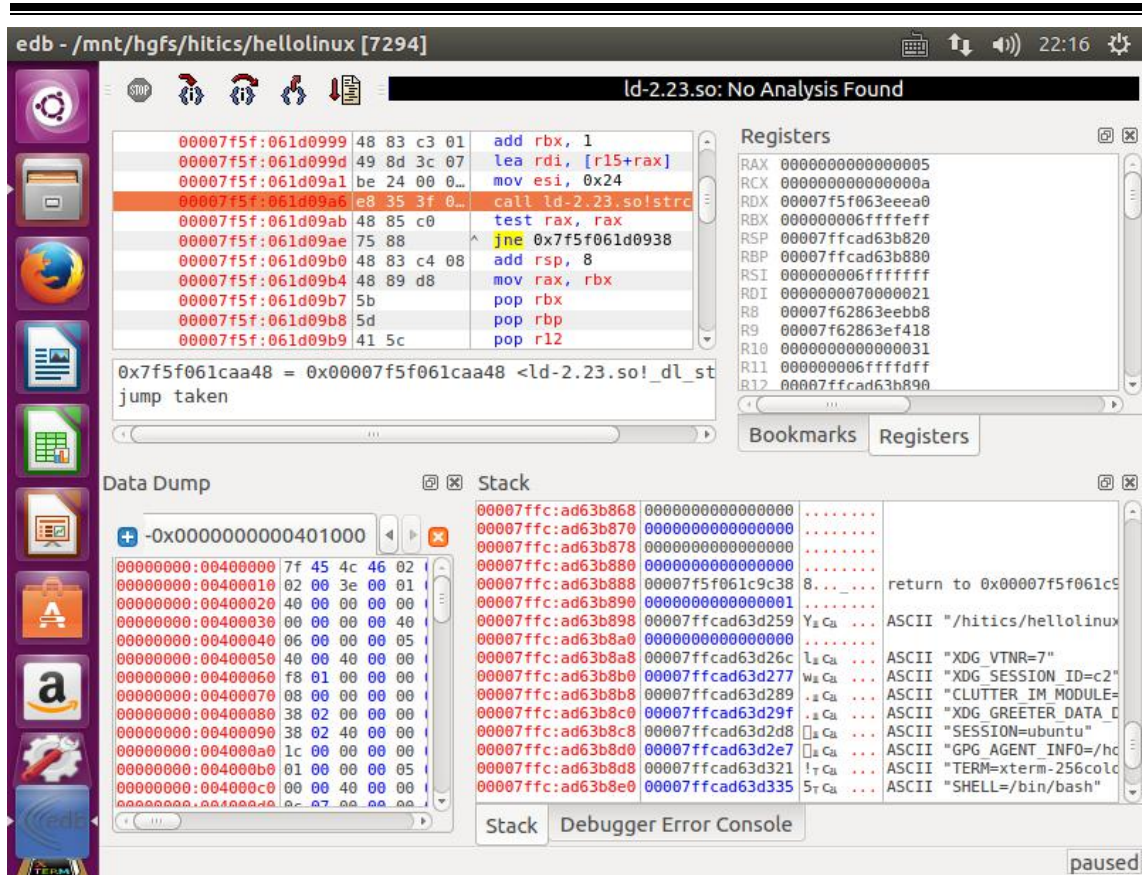 edb - /mnt/hgfs/hitics/hellolinux [7294] 22:16
STOP ld-2.23.so: No Analysis Found
00007f5f:061d0999 48 83 c3 01 add rbx, 1
00007f5f:061d099d 49 8d 3c 07 lea rdi, [r15+rax]
00007f5f:061d09a1 be 24 00 0… mov esi, 0x24
00007f5f:061d09a6 e8 35 3f 0… call ld-2.23.so!strc
00007f5f:061d09ab 48 85 c0 test rax, rax
00007f5f:061d09ae 75 88 ^ jne 0x7f5f061d0938
00007f5f:061d09b0 48 83 c4 08 add rsp, 8
00007f5f:061d09b4 48 89 d8 mov rax, rbx
00007f5f:061d09b7 5b pop rbx
00007f5f:061d09b8 5d pop rbp
00007f5f:061d09b9 41 5c pop r12
0x7f5f061caa48 = 0x00007f5f061caa48 <ld-2.23.so!_dl_st
jump taken
Registers
RAX 0000000000000005
RCX 000000000000000a
RDX 00007f5f063eeea0
RBX 000000006ffffeff
RSP 00007ffcad63b820
RBP 00007ffcad63b880
RSI 000000006fffffff
RDI 0000000070000021
R8 00007f62863eebb8
R9 00007f62863ef418
R10 0000000000000031
R11 000000006ffffdff
R12 00007ffcad63b890
Bookmarks Registers
Data Dump
-0x0000000000401000
00000000:00400000 7f 45 4c 46 02
00000000:00400010 02 00 3e 00 01
00000000:00400020 40 00 00 00 00
00000000:00400030 00 00 00 00 40
00000000:00400040 06 00 00 00 05
00000000:00400050 40 00 40 00 00
00000000:00400060 f8 01 00 00 00
00000000:00400070 08 00 00 00 00
00000000:00400080 38 02 00 00 00
00000000:00400090 38 02 40 00 00
00000000:004000a0 1c 00 00 00 00
00000000:004000b0 01 00 00 00 05
00000000:004000c0 00 00 40 00 00
Stack
00007ffc:ad63b868 0000000000000000 ........
00007ffc:ad63b870 0000000000000000 ........
00007ffc:ad63b878 0000000000000000 ........
00007ffc:ad63b880 0000000000000000 ........
00007ffc:ad63b888 00007f5f061c9c38 8...._... return to 0x00007f5f061c9
00007ffc:ad63b890 0000000000000001 ........
00007ffc:ad63b898 00007ffcad63d259 ASCII "/hitics/hellolinux
00007ffc:ad63b8a0 0000000000000000 ........
00007ffc:ad63b8a8 00007ffcad63d26c ASCII "XDG_VTNR=7"
00007ffc:ad63b8b0 00007ffcad63d277 ASCII "XDG_SESSION_ID=c2"
00007ffc:ad63b8b8 00007ffcad63d289 ASCII "CLUTTER_IM_MODULE=
00007ffc:ad63b8c0 00007ffcad63d29f ASCII "XDG_GREETER_DATA_D
00007ffc:ad63b8c8 00007ffcad63d2d8 ASCII "SESSION=ubuntu"
00007ffc:ad63b8d0 00007ffcad63d2e7 ASCII "GPG_AGENT_INFO=/ho
00007ffc:ad63b8d8 00007ffcad63d321 ASCII "TERM=xterm-256colo
00007ffc:ad63b8e0 00007ffcad63d335 ASCII "SHELL=/bin/bash"
Stack Debugger Error Console
paused
a
edb
XTERM